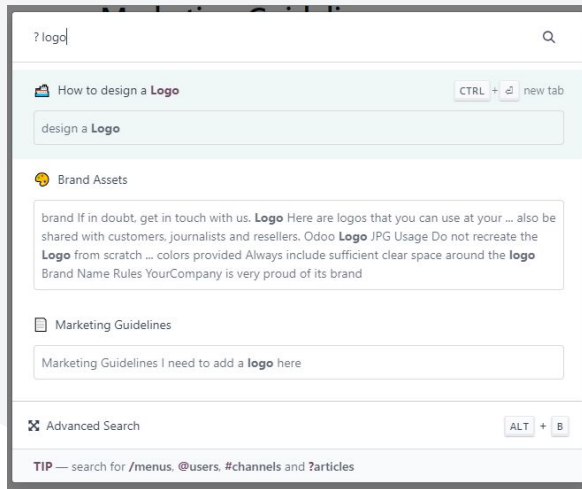 Marketing Guidelines
? logo
How to design a Logo
CTRL + ⏎ new tab
design a Logo
Brand Assets
brand If in doubt, get in touch with us. Logo Here are logos that you can use at your ... also be
shared with customers, journalists and resellers. Odoo Logo JPG Usage Do not recreate the
Logo from scratch ... colors provided Always include sufficient clear space around the logo
Brand Name Rules YourCompany is very proud of its brand
Marketing Guidelines
Marketing Guidelines I need to add a logo here
Advanced Search
ALT + B
TIP — search for /menus, @users, #channels and ?articles